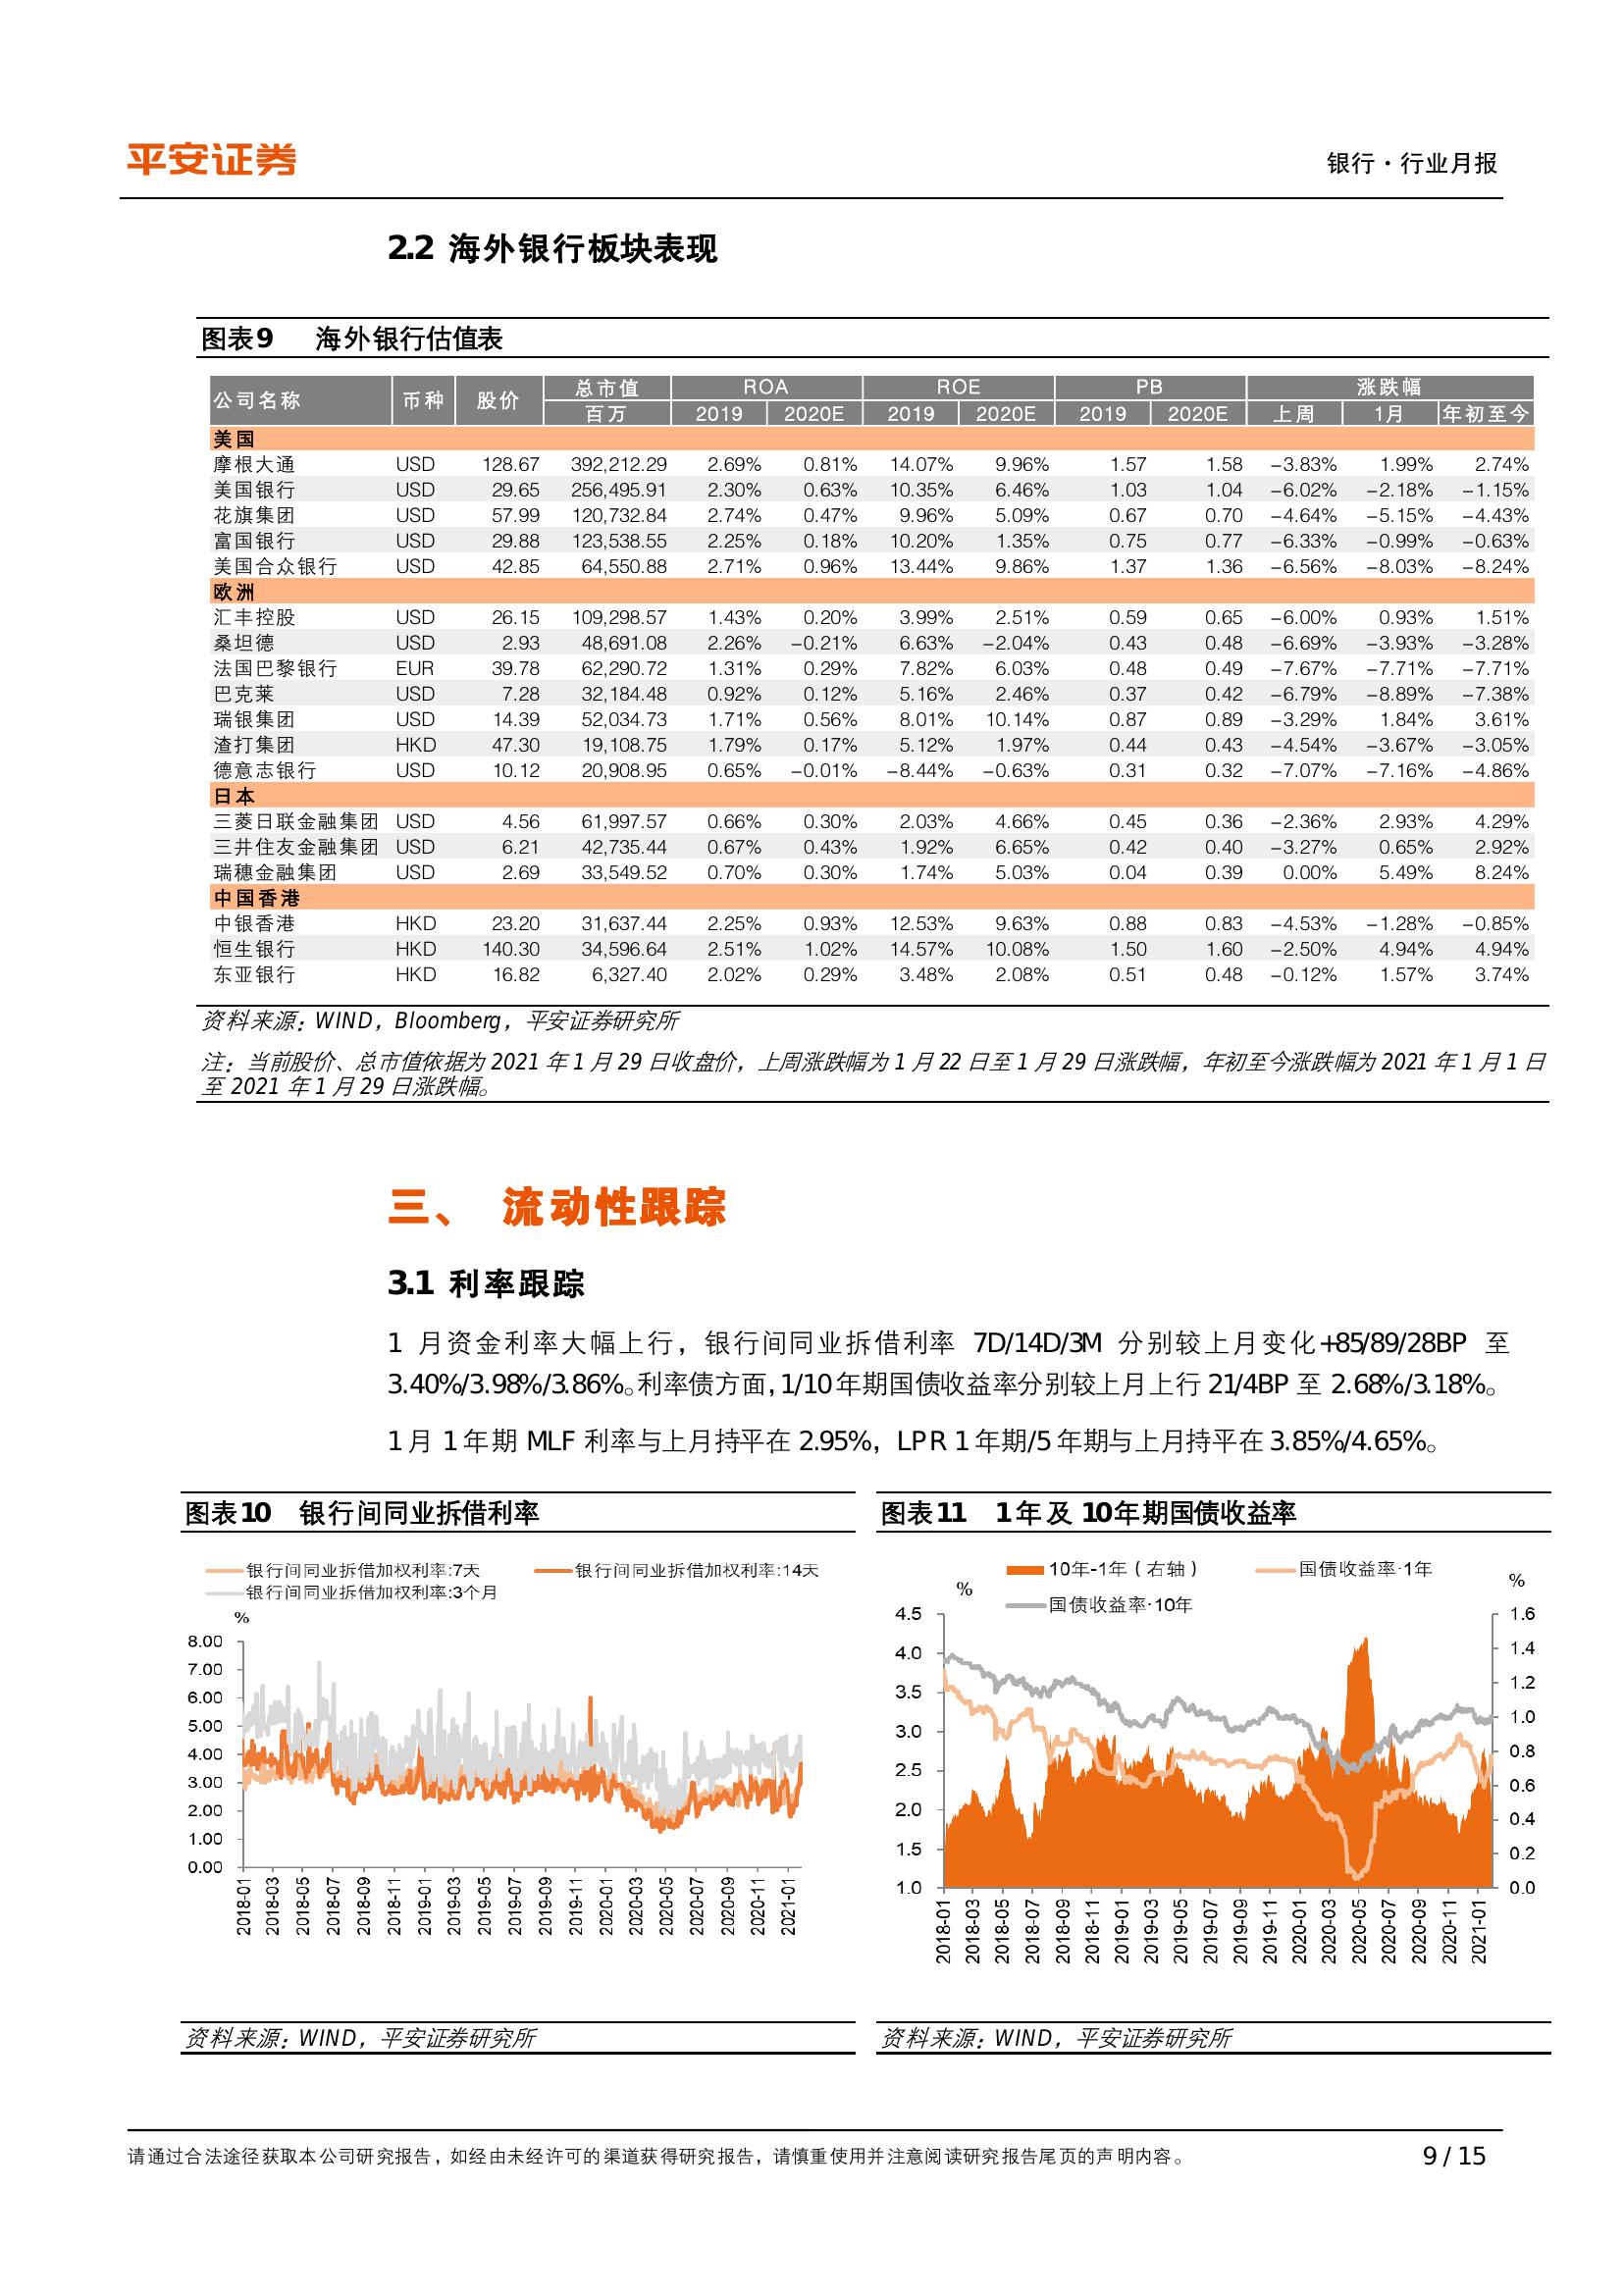 平安证券
银行·行业月报
2.2 海外银行板块表现
图表9 海外银行估值表
公司名称 币种 股价 总市值 ROA ROE PB 涨跌幅
百万 2019 2020E 2019 2020E 2019 2020E 上周 1月 年初至今
美国
摩根大通 USD 128.67 392,212.29 2.69% 0.81% 14.07% 9.96% 1.57 1.58 -3.83% 1.99% 2.74%
美国银行 USD 29.65 256,495.91 2.30% 0.63% 10.35% 6.46% 1.03 1.04 -6.02% -2.18% -1.15%
花旗集团 USD 57.99 120,732.84 2.74% 0.47% 9.96% 5.09% 0.67 0.70 -4.64% -5.15% -4.43%
富国银行 USD 29.88 123,538.55 2.25% 0.18% 10.20% 1.35% 0.75 0.77 -6.33% -0.99% -0.63%
美国合众银行 USD 42.85 64,550.88 2.71% 0.96% 13.44% 9.86% 1.37 1.36 -6.56% -8.03% -8.24%
欧洲
汇丰控股 USD 26.15 109,298.57 1.43% 0.20% 3.99% 2.51% 0.59 0.65 -6.00% 0.93% 1.51%
桑坦德 USD 2.93 48,691.08 2.26% -0.21% 6.63% -2.04% 0.43 0.48 -6.69% -3.93% -3.28%
法国巴黎银行 EUR 39.78 62,290.72 1.31% 0.29% 7.82% 6.03% 0.48 0.49 -7.67% -7.71% -7.71%
巴克莱 USD 7.28 32,184.48 0.92% 0.12% 5.16% 2.46% 0.37 0.42 -6.79% -8.89% -7.38%
瑞银集团 USD 14.39 52,034.73 1.71% 0.56% 8.01% 10.14% 0.87 0.89 -3.29% 1.84% 3.61%
渣打集团 HKD 47.30 19,108.75 1.79% 0.17% 5.12% 1.97% 0.44 0.43 -4.54% -3.67% -3.05%
德意志银行 USD 10.12 20,908.95 0.65% -0.01% -8.44% -0.63% 0.31 0.32 -7.07% -7.16% -4.86%
日本
三菱日联金融集团 USD 4.56 61,997.57 0.66% 0.30% 2.03% 4.66% 0.45 0.36 -2.36% 2.93% 4.29%
三井住友金融集团 USD 6.21 42,735.44 0.67% 0.43% 1.92% 6.65% 0.42 0.40 -3.27% 0.65% 2.92%
瑞穗金融集团 USD 2.69 33,549.52 0.70% 0.30% 1.74% 5.03% 0.04 0.39 0.00% 5.49% 8.24%
中国香港
中银香港 HKD 23.20 31,637.44 2.25% 0.93% 12.53% 9.63% 0.88 0.83 -4.53% -1.28% -0.85%
恒生银行 HKD 140.30 34,596.64 2.51% 1.02% 14.57% 10.08% 1.50 1.60 -2.50% 4.94% 4.94%
东亚银行 HKD 16.82 6,327.40 2.02% 0.29% 3.48% 2.08% 0.51 0.48 -0.12% 1.57% 3.74%
资料来源：WIND，Bloomberg，平安证券研究所
注：当前股价、总市值依据为 2021 年 1 月 29 日收盘价，上周涨跌幅为 1 月 22 日至 1 月 29 日涨跌幅，年初至今涨跌幅为 2021 年 1 月 1 日
至 2021 年 1 月 29 日涨跌幅。
三、 流动性跟踪
3.1 利率跟踪
1 月资金利率大幅上行，银行间同业拆借利率 7D/14D/3M 分别较上月变化+85/89/28BP 至
3.40%/3.98%/3.86%。利率债方面，1/10 年期国债收益率分别较上月上行 21/4BP 至 2.68%/3.18%。
1 月 1 年期 MLF 利率与上月持平在 2.95%，LPR 1 年期/5 年期与上月持平在 3.85%/4.65%。
图表10 银行间同业拆借利率
银行间同业拆借加权利率:7天 银行间同业拆借加权利率:14天
银行间同业拆借加权利率:3个月
%
8.00
7.00
6.00
5.00
4.00
3.00
2.00
1.00
0.00
2018-01 2018-03 2018-05 2018-07 2018-09 2018-11 2019-01 2019-03 2019-05 2019-07 2019-09 2019-11 2020-01 2020-03 2020-05 2020-07 2020-09 2020-11 2021-01
资料来源：WIND，平安证券研究所
图表11 1年及 10年期国债收益率
10年-1年（右轴） 国债收益率·1年
国债收益率·10年
% %
4.5 1.6
4.0 1.4
3.5 1.2
3.0 1.0
2.5 0.8
2.0 0.6
1.5 0.4
1.0 0.2
0.0
2018-01 2018-03 2018-05 2018-07 2018-09 2018-11 2019-01 2019-03 2019-05 2019-07 2019-09 2019-11 2020-01 2020-03 2020-05 2020-07 2020-09 2020-11 2021-01
资料来源：WIND，平安证券研究所
请通过合法途径获取本公司研究报告，如经由未经许可的渠道获得研究报告，请慎重使用并注意阅读研究报告尾页的声明内容。
9 / 15